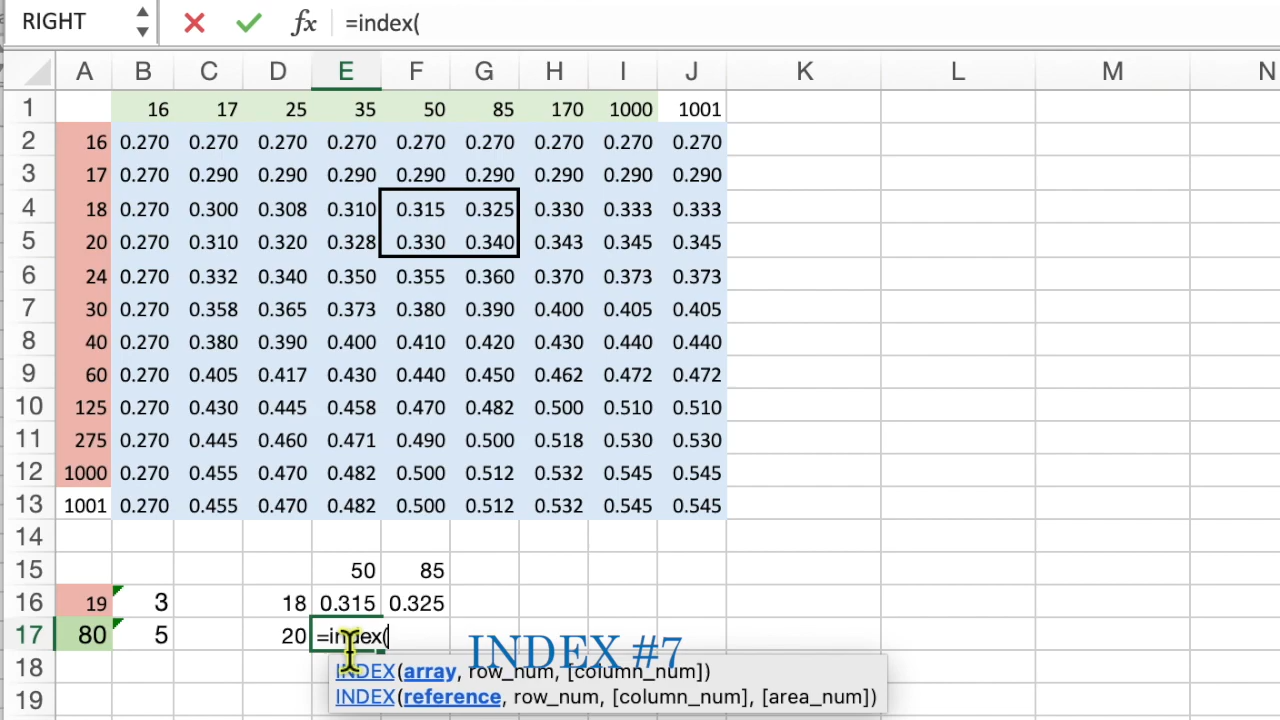 RIGHT fx =index(
A B C D E F G H I J K L M N
1 16 17 25 35 50 85 170 1000 1001
2 16 0.270 0.270 0.270 0.270 0.270 0.270 0.270 0.270 0.270
3 17 0.270 0.290 0.290 0.290 0.290 0.290 0.290 0.290 0.290
4 18 0.270 0.300 0.308 0.310 0.315 0.325 0.330 0.333 0.333
5 20 0.270 0.310 0.320 0.328 0.330 0.340 0.343 0.345 0.345
6 24 0.270 0.332 0.340 0.350 0.355 0.360 0.370 0.373 0.373
7 30 0.270 0.358 0.365 0.373 0.380 0.390 0.400 0.405 0.405
8 40 0.270 0.380 0.390 0.400 0.410 0.420 0.430 0.440 0.440
9 60 0.270 0.405 0.417 0.430 0.440 0.450 0.462 0.472 0.472
10 125 0.270 0.430 0.445 0.458 0.470 0.482 0.500 0.510 0.510
11 275 0.270 0.445 0.460 0.471 0.490 0.500 0.518 0.530 0.530
12 1000 0.270 0.455 0.470 0.482 0.500 0.512 0.532 0.545 0.545
13 1001 0.270 0.455 0.470 0.482 0.500 0.512 0.532 0.545 0.545
14
15 50 85
16 19 3 18 0.315 0.325
17 80 5 20 =index(
INDEX #7
18 INDEX(array, row_num, [column_num])
19 INDEX(reference, row_num, [column_num], [area_num])